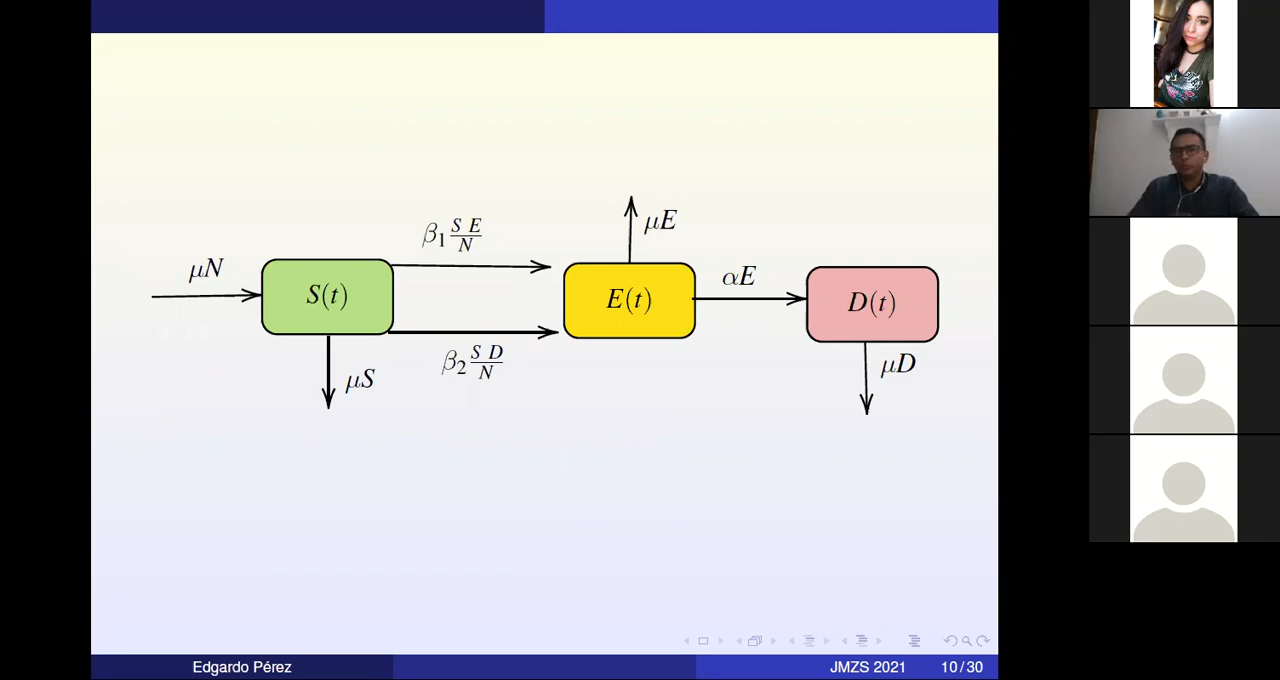 μN
S(t)
β₁ S E / N
β₂ S D / N
μS
μE
E(t)
αE
D(t)
μD
Edgardo Pérez
JMZS 2021
10 / 30